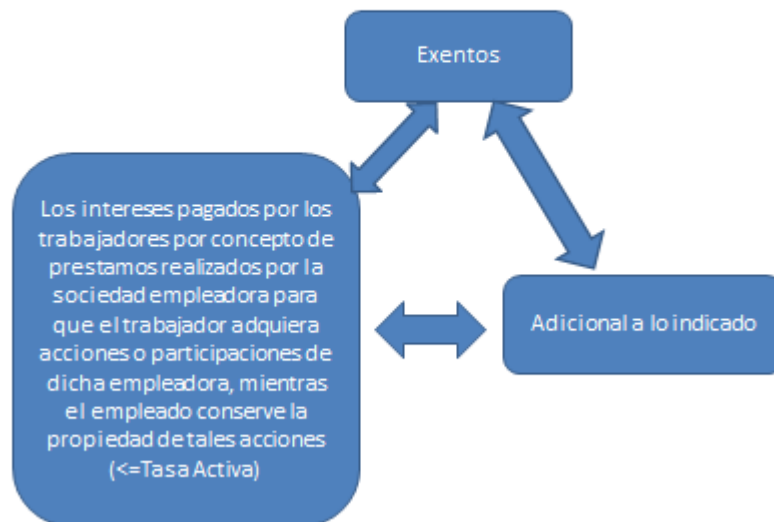 Exentos
Los intereses pagados por los
trabajadores por concepto de
prestamos realizados por la
sociedad empleadora para
que el trabajador adquiera
acciones o participaciones de
dicha empleadora, mientras
el empleado conserve la
propiedad de tales acciones
(<=Tasa Activa)
Adicional a lo indicado